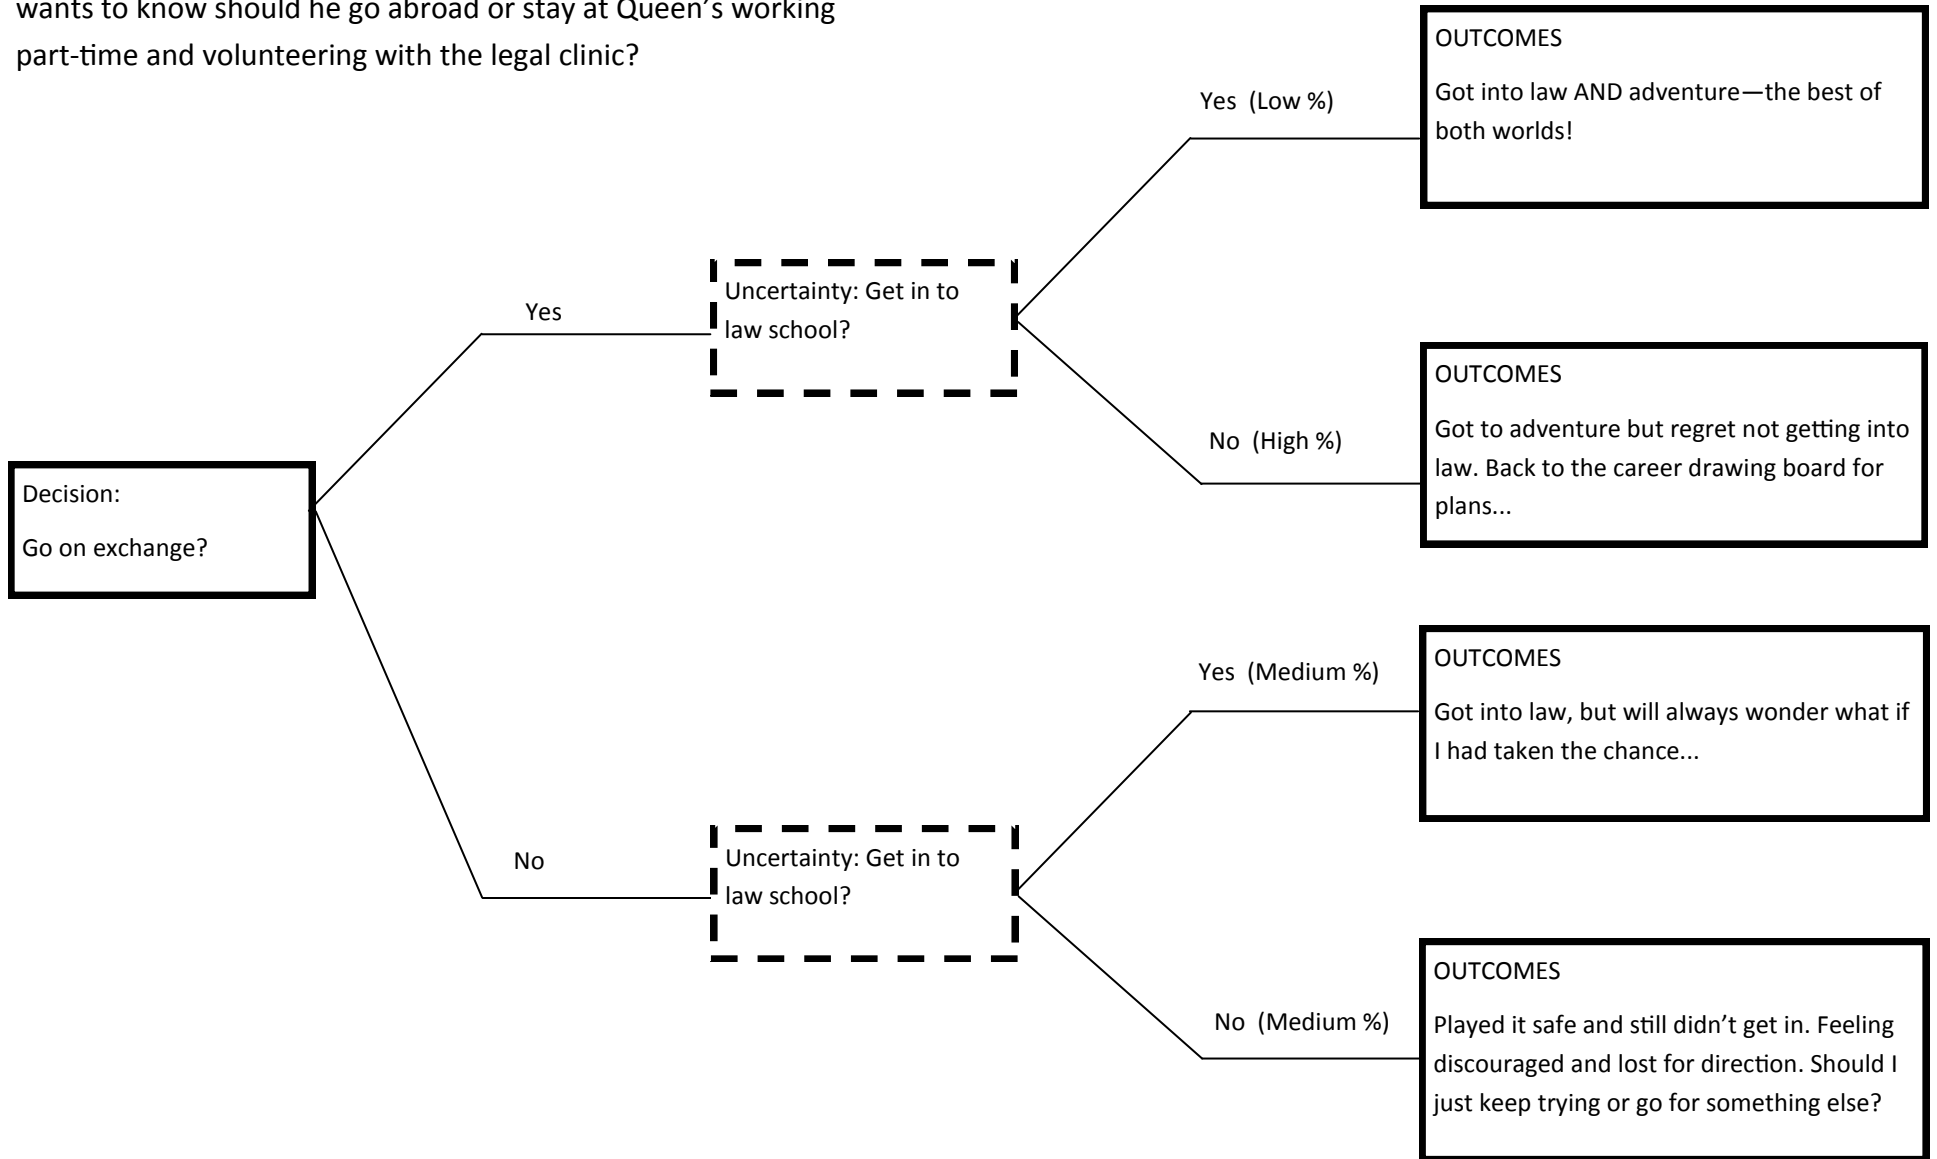 wants to know should he go abroad or stay at Queen's working
part-time and volunteering with the legal clinic?
Decision:
Go on exchange?
Yes
Uncertainty: Get in to
law school?
Yes (Low %)
OUTCOMES
Got into law AND adventure—the best of
both worlds!
No (High %)
OUTCOMES
Got to adventure but regret not getting into
law. Back to the career drawing board for
plans...
No
Uncertainty: Get in to
law school?
Yes (Medium %)
OUTCOMES
Got into law, but will always wonder what if
I had taken the chance...
No (Medium %)
OUTCOMES
Played it safe and still didn't get in. Feeling
discouraged and lost for direction. Should I
just keep trying or go for something else?